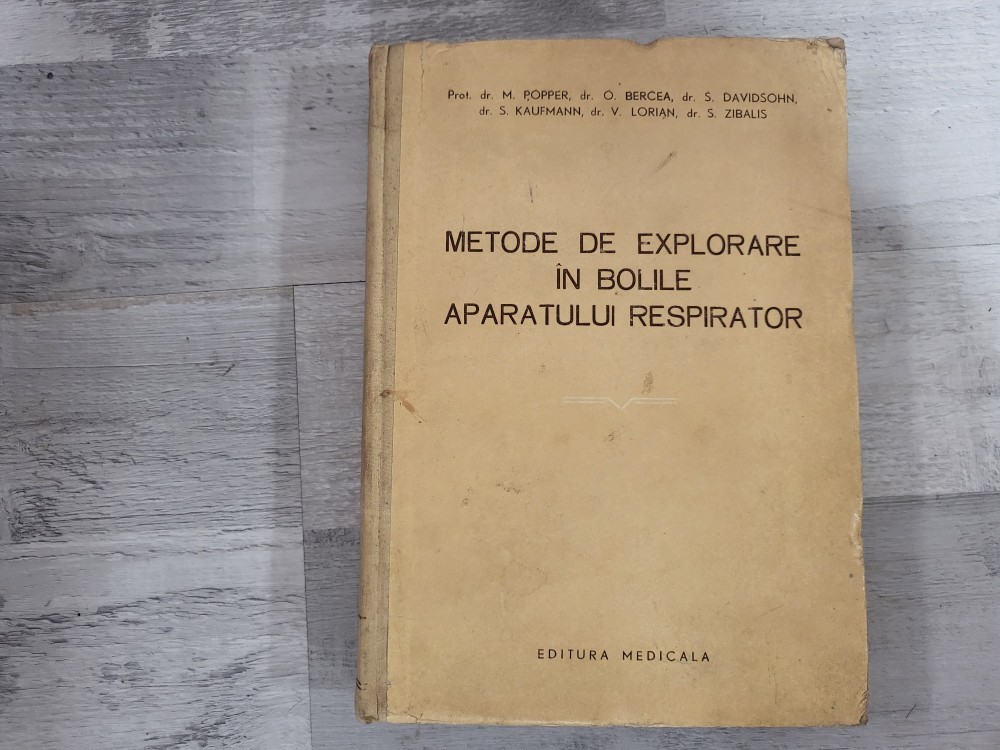 Prof. dr. M. POPPER, dr. O. BERCEA, dr. S. DAVIDSOHN,
dr. S. KAUFMANN, dr. V. LORIAN, dr. S. ZIBALIS
METODE DE EXPLORARE
ÎN BOLILE
APARATULUI RESPIRATOR
EDITURA MEDICALA